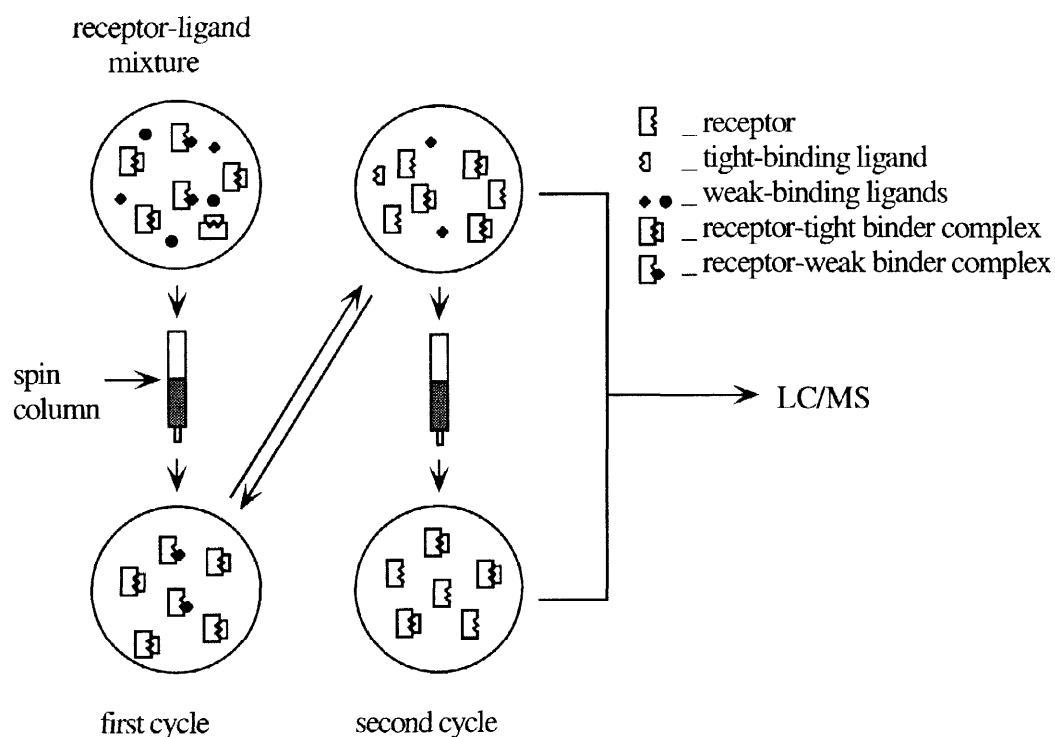 receptor-ligand
mixture
_ receptor
_ tight-binding ligand
_ weak-binding ligands
_ receptor-tight binder complex
_ receptor-weak binder complex
spin
column
LC/MS
first cycle
second cycle